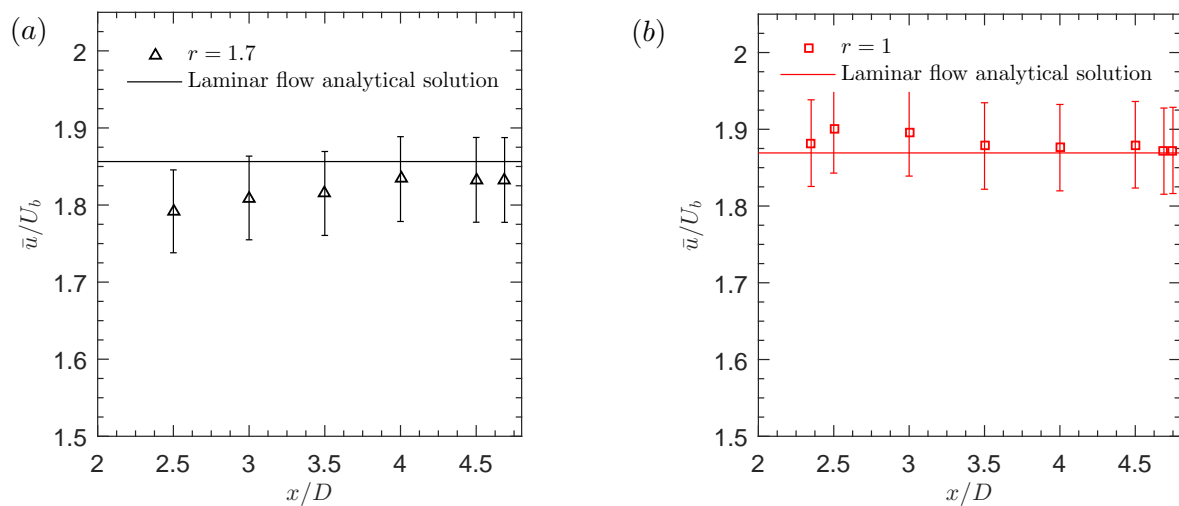 (a)
2
r = 1.7
Laminar flow analytical solution
1.9
1.8
1.7
1.6
1.5
ū/U_b
2 2.5 3 3.5 4 4.5
x/D
(b)
2
r = 1
Laminar flow analytical solution
1.9
1.8
1.7
1.6
1.5
ū/U_b
2 2.5 3 3.5 4 4.5
x/D